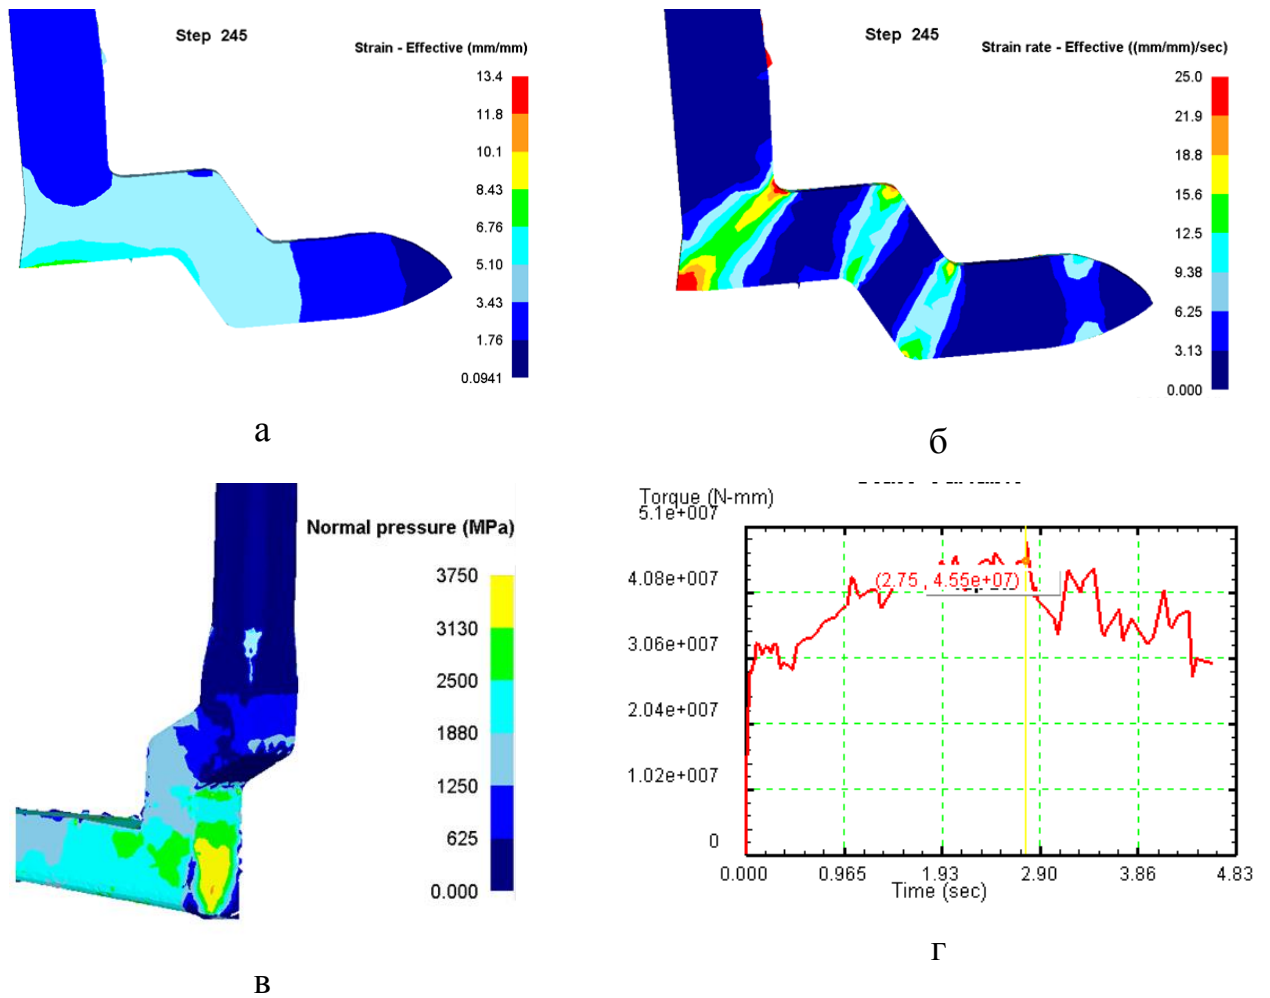 Step 245
Strain - Effective (mm/mm)
13.4
11.8
10.1
8.43
6.76
5.10
3.43
1.76
0.0941
а
Step 245
Strain rate - Effective ((mm/mm)/sec)
25.0
21.9
18.8
15.6
12.5
9.38
6.25
3.13
0.000
б
Normal pressure (MPa)
3750
3130
2500
1880
1250
625
0.000
в
Torque (N-mm)
5.1e+007
4.08e+007
3.06e+007
2.04e+007
1.02e+007
0
(2.75 , 4.55e+07)
0.000 0.965 1.93 2.90 3.86 4.83
Time (sec)
г